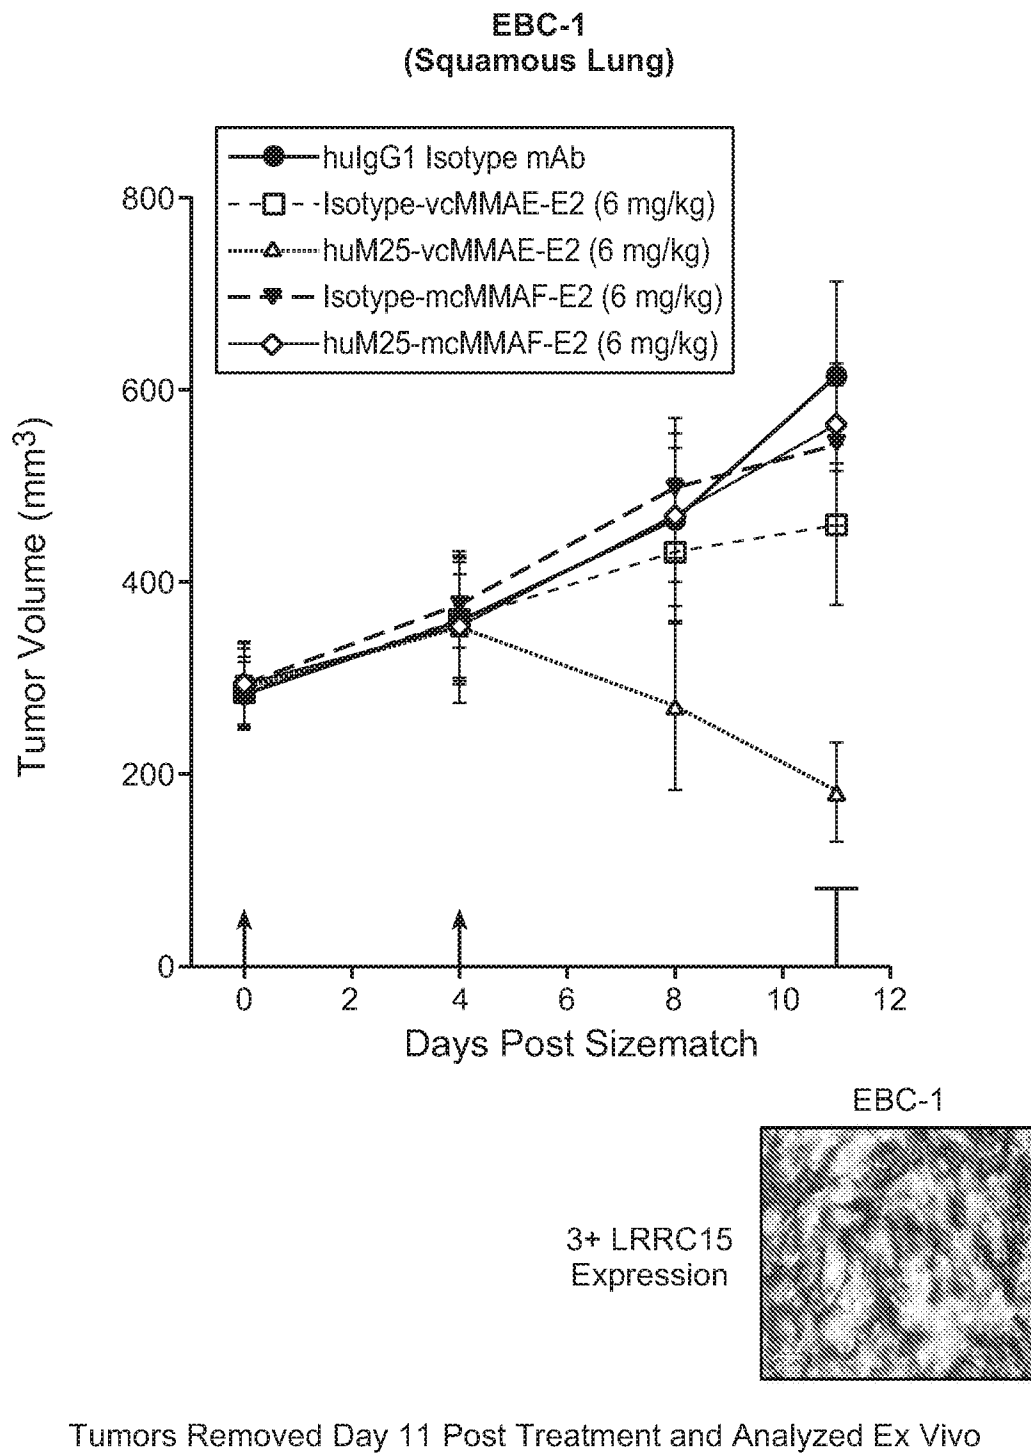 EBC-1
(Squamous Lung)
huIgG1 Isotype mAb
Isotype-vcMMAE-E2 (6 mg/kg)
huM25-vcMMAE-E2 (6 mg/kg)
Isotype-mcMMAF-E2 (6 mg/kg)
huM25-mcMMAF-E2 (6 mg/kg)
Tumor Volume (mm³)
800
600
400
200
0
0 2 4 6 8 10 12
Days Post Sizematch
EBC-1
3+ LRRC15
Expression
Tumors Removed Day 11 Post Treatment and Analyzed Ex Vivo